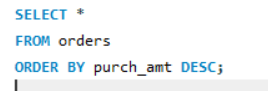 SELECT *
FROM orders
ORDER BY purch_amt DESC;